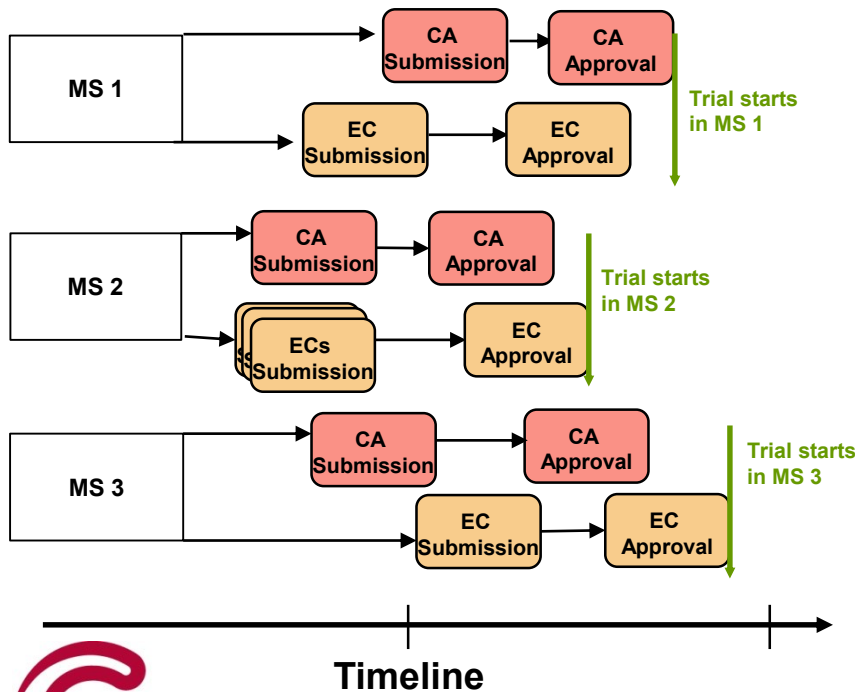 MS 1
CA
Submission
CA
Approval
EC
Submission
EC
Approval
Trial starts
in MS 1
MS 2
CA
Submission
CA
Approval
ECs
Submission
EC
Approval
Trial starts
in MS 2
MS 3
CA
Submission
CA
Approval
EC
Submission
EC
Approval
Trial starts
in MS 3
Timeline